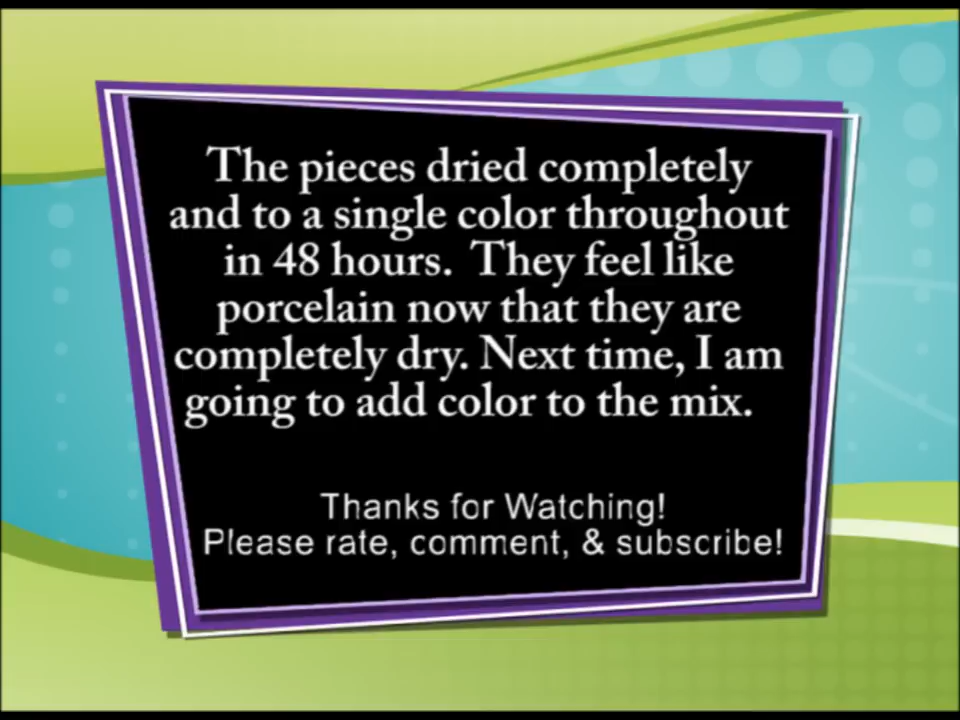 The pieces dried completely
and to a single color throughout
in 48 hours.  They feel like
porcelain now that they are
completely dry. Next time, I am
going to add color to the mix.
Thanks for Watching!
Please rate, comment, & subscribe!